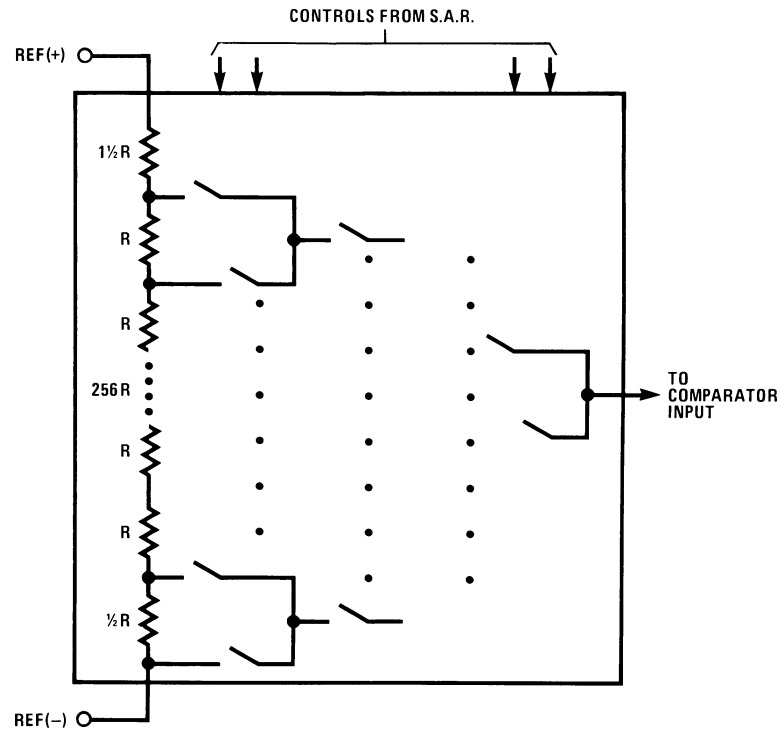 CONTROLS FROM S.A.R.
REF(+)
1½R
R
R
256R
R
R
½R
REF(−)
TO
COMPARATOR
INPUT